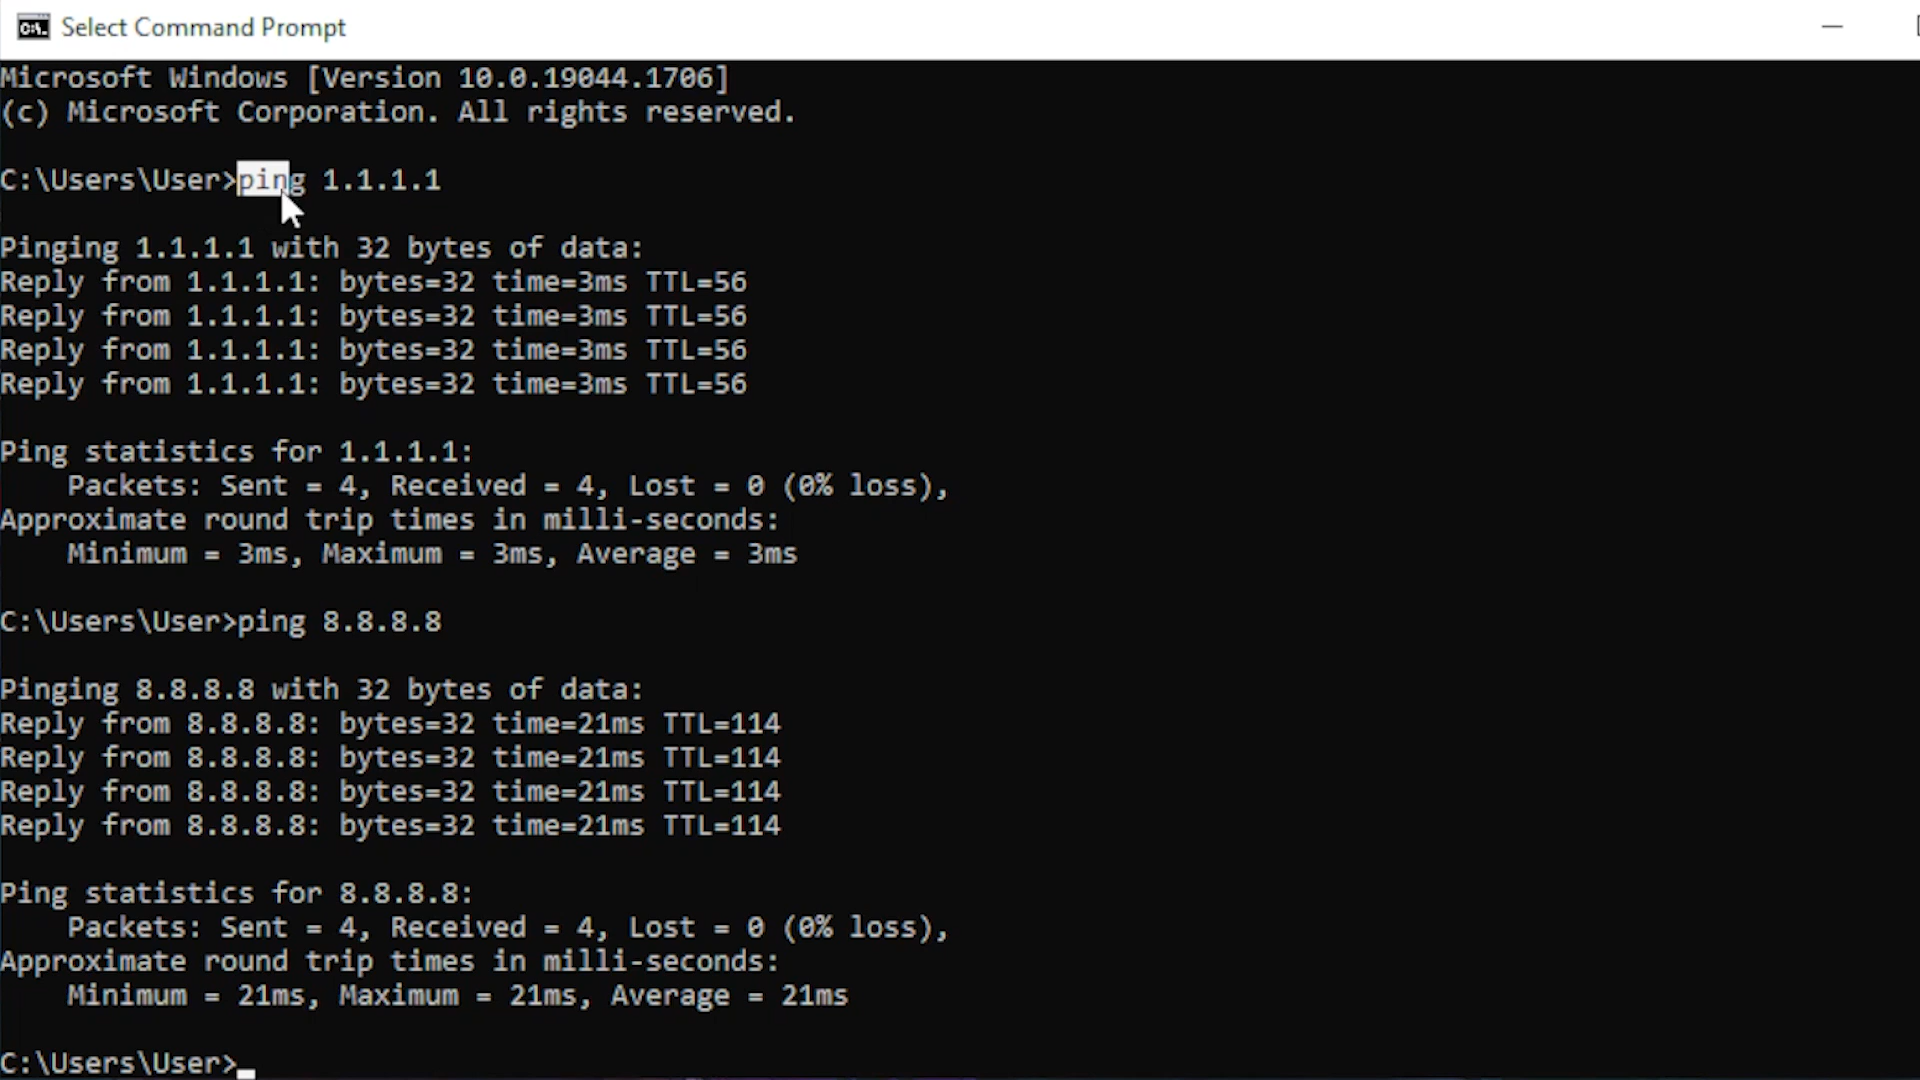 Select Command Prompt
Microsoft Windows [Version 10.0.19044.1706]
(c) Microsoft Corporation. All rights reserved.
C:\Users\User>ping 1.1.1.1
Pinging 1.1.1.1 with 32 bytes of data:
Reply from 1.1.1.1: bytes=32 time=3ms TTL=56
Reply from 1.1.1.1: bytes=32 time=3ms TTL=56
Reply from 1.1.1.1: bytes=32 time=3ms TTL=56
Reply from 1.1.1.1: bytes=32 time=3ms TTL=56
Ping statistics for 1.1.1.1:
    Packets: Sent = 4, Received = 4, Lost = 0 (0% loss),
Approximate round trip times in milli-seconds:
    Minimum = 3ms, Maximum = 3ms, Average = 3ms
C:\Users\User>ping 8.8.8.8
Pinging 8.8.8.8 with 32 bytes of data:
Reply from 8.8.8.8: bytes=32 time=21ms TTL=114
Reply from 8.8.8.8: bytes=32 time=21ms TTL=114
Reply from 8.8.8.8: bytes=32 time=21ms TTL=114
Reply from 8.8.8.8: bytes=32 time=21ms TTL=114
Ping statistics for 8.8.8.8:
    Packets: Sent = 4, Received = 4, Lost = 0 (0% loss),
Approximate round trip times in milli-seconds:
    Minimum = 21ms, Maximum = 21ms, Average = 21ms
C:\Users\User>